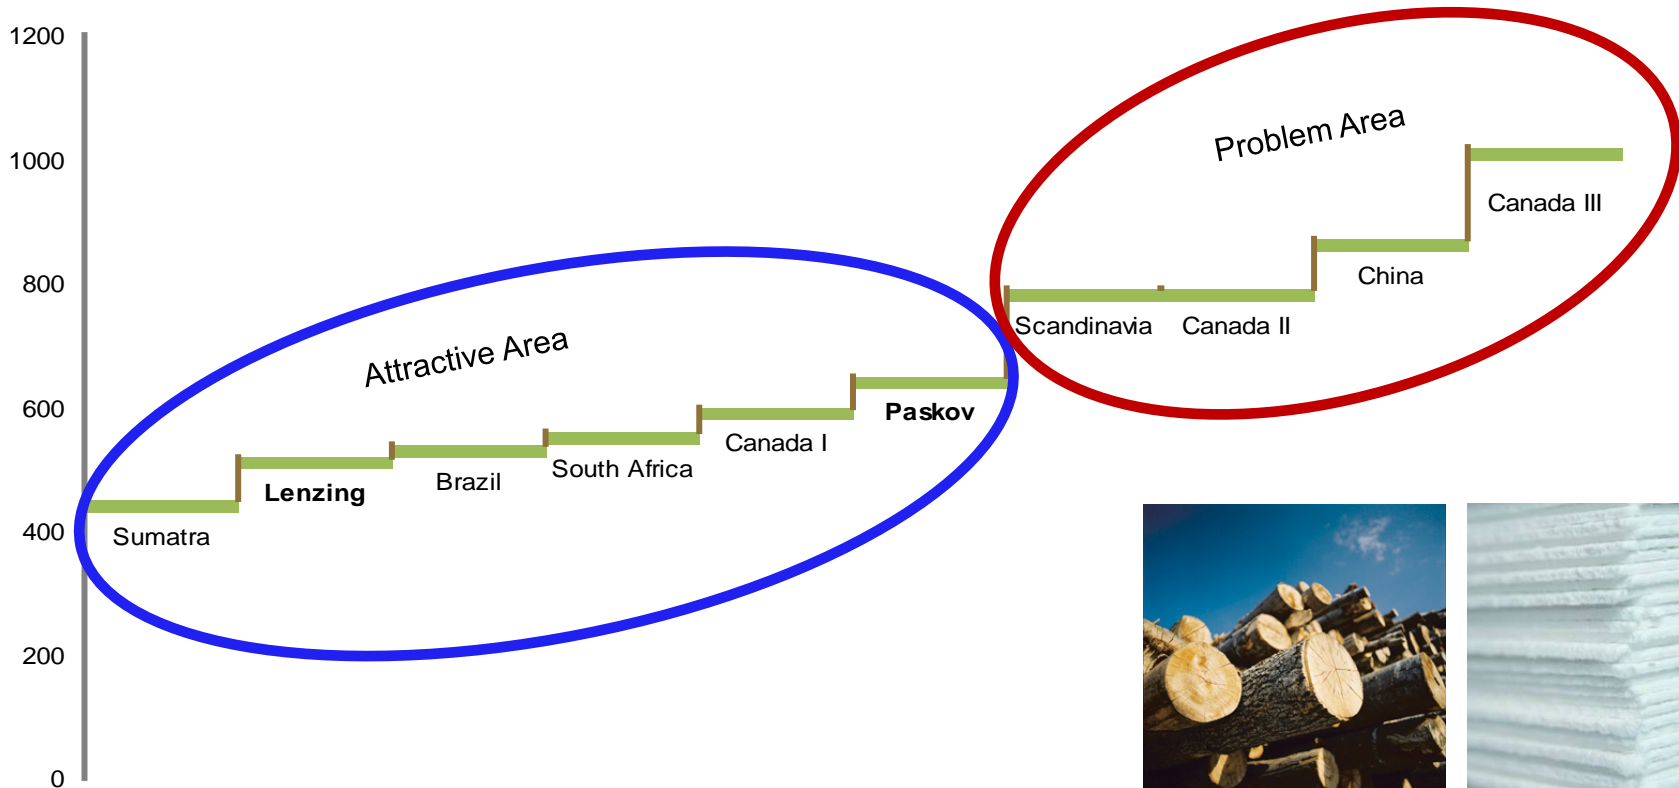 1200
1000
800
600
400
200
0
Attractive Area
Problem Area
Sumatra
Lenzing
Brazil
South Africa
Canada I
Paskov
Scandinavia
Canada II
China
Canada III